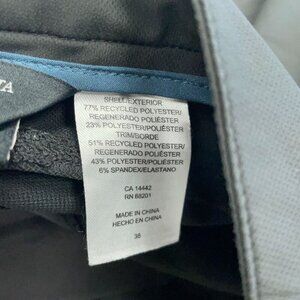 SHELL/EXTERIOR
77% RECYCLED POLYESTER/
REGENERADO POLIÉSTER
23% POLYESTER/POLIÉSTER
TRIM/BORDE
51% RECYCLED POLYESTER/
REGENERADO POLIÉSTER
43% POLYESTER/POLIÉSTER
6% SPANDEX/ELASTANO
CA 14442
RN 88201
MADE IN CHINA
HECHO EN CHINA
38